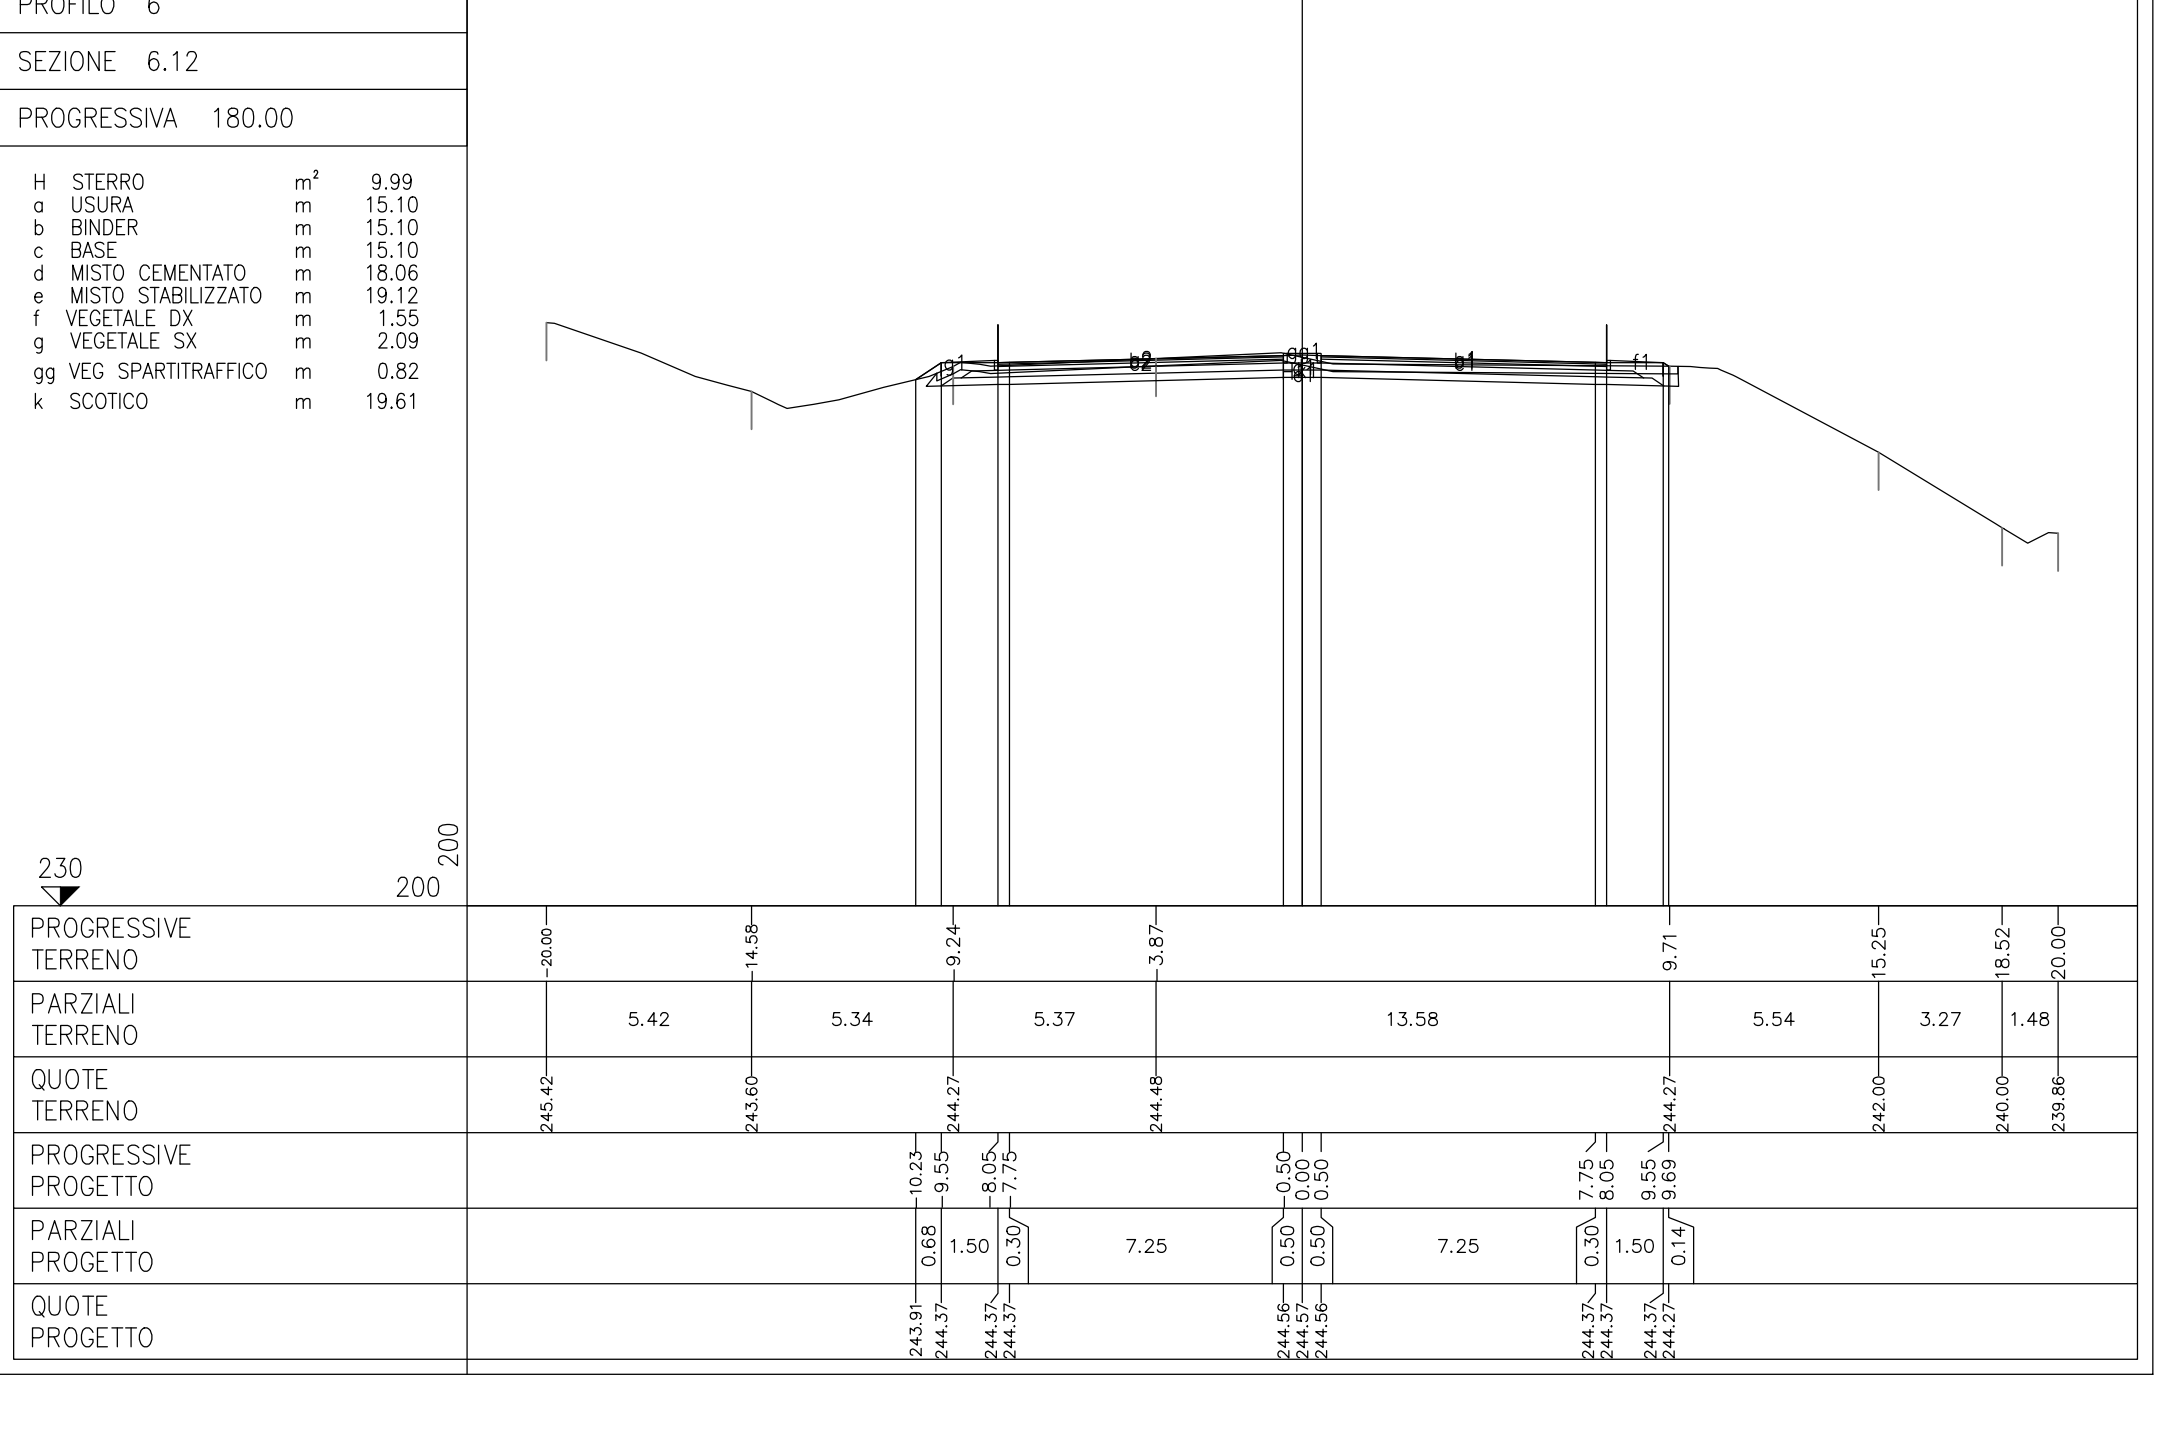 PROFILO 6
SEZIONE 6.12
PROGRESSIVA 180.00
H STERRO m² 9.99
a USURA m 15.10
b BINDER m 15.10
c BASE m 15.10
d MISTO CEMENTATO m 18.06
e MISTO STABILIZZATO m 19.12
f VEGETALE DX m 1.55
g VEGETALE SX m 2.09
gg VEG SPARTITRAFFICO m 0.82
k SCOTICO m 19.61
g1
gg1
f1
200
230
200
PROGRESSIVE TERRENO
-20.00 -14.58 -9.24 -3.87 9.71 15.25 18.52 20.00
PARZIALI TERRENO
5.42 5.34 5.37 13.58 5.54 3.27 1.48
QUOTE TERRENO
245.42 243.60 244.27 244.48 244.27 242.00 240.00 239.86
PROGRESSIVE PROGETTO
-10.23 -9.55 -8.05 -7.75 -0.50 0.00 0.50 7.75 8.05 9.55 9.69
PARZIALI PROGETTO
0.68 1.50 0.30 7.25 0.50 0.50 7.25 0.30 1.50 0.14
QUOTE PROGETTO
243.91 244.37 244.37 244.37 244.56 244.57 244.56 244.37 244.37 244.37 244.27